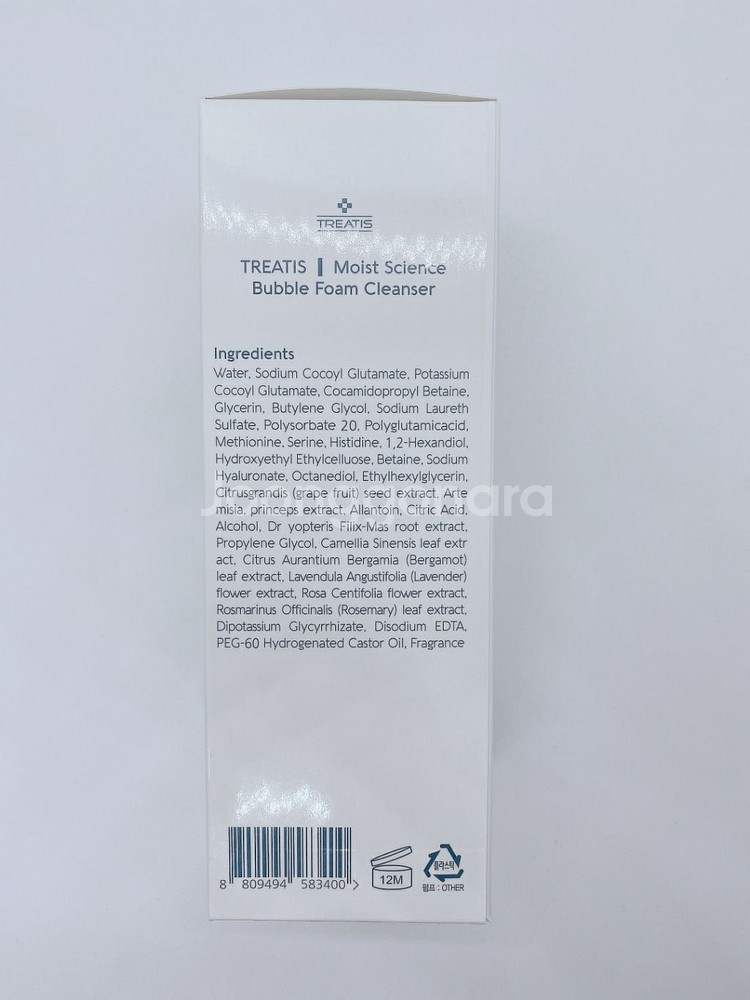 TREATIS
TREATIS | Moist Science
Bubble Foam Cleanser
Ingredients
Water, Sodium Cocoyl Glutamate, Potassium
Cocoyl Glutamate, Cocamidopropyl Betaine,
Glycerin, Butylene Glycol, Sodium Laureth
Sulfate, Polysorbate 20, Polyglutamicacid,
Methionine, Serine, Histidine, 1,2-Hexandiol,
Hydroxyethyl Ethylcelluose, Betaine, Sodium
Hyaluronate, Octanediol, Ethylhexylglycerin,
Citrusgrandis (grape fruit) seed extract, Arte
misia, princeps extract, Allantoin, Citric Acid,
Alcohol, Dr yopteris Filix-Mas root extract,
Propylene Glycol, Camellia Sinensis leaf extr
act, Citrus Aurantium Bergamia (Bergamot)
leaf extract, Lavendula Angustifolia (Lavender)
flower extract, Rosa Centifolia flower extract,
Rosmarinus Officinalis (Rosemary) leaf extract,
Dipotassium Glycyrrhizate, Disodium EDTA,
PEG-60 Hydrogenated Castor Oil, Fragrance
Joonggonara
8 809494 583400 >
12M
플라스틱
펌프 : OTHER